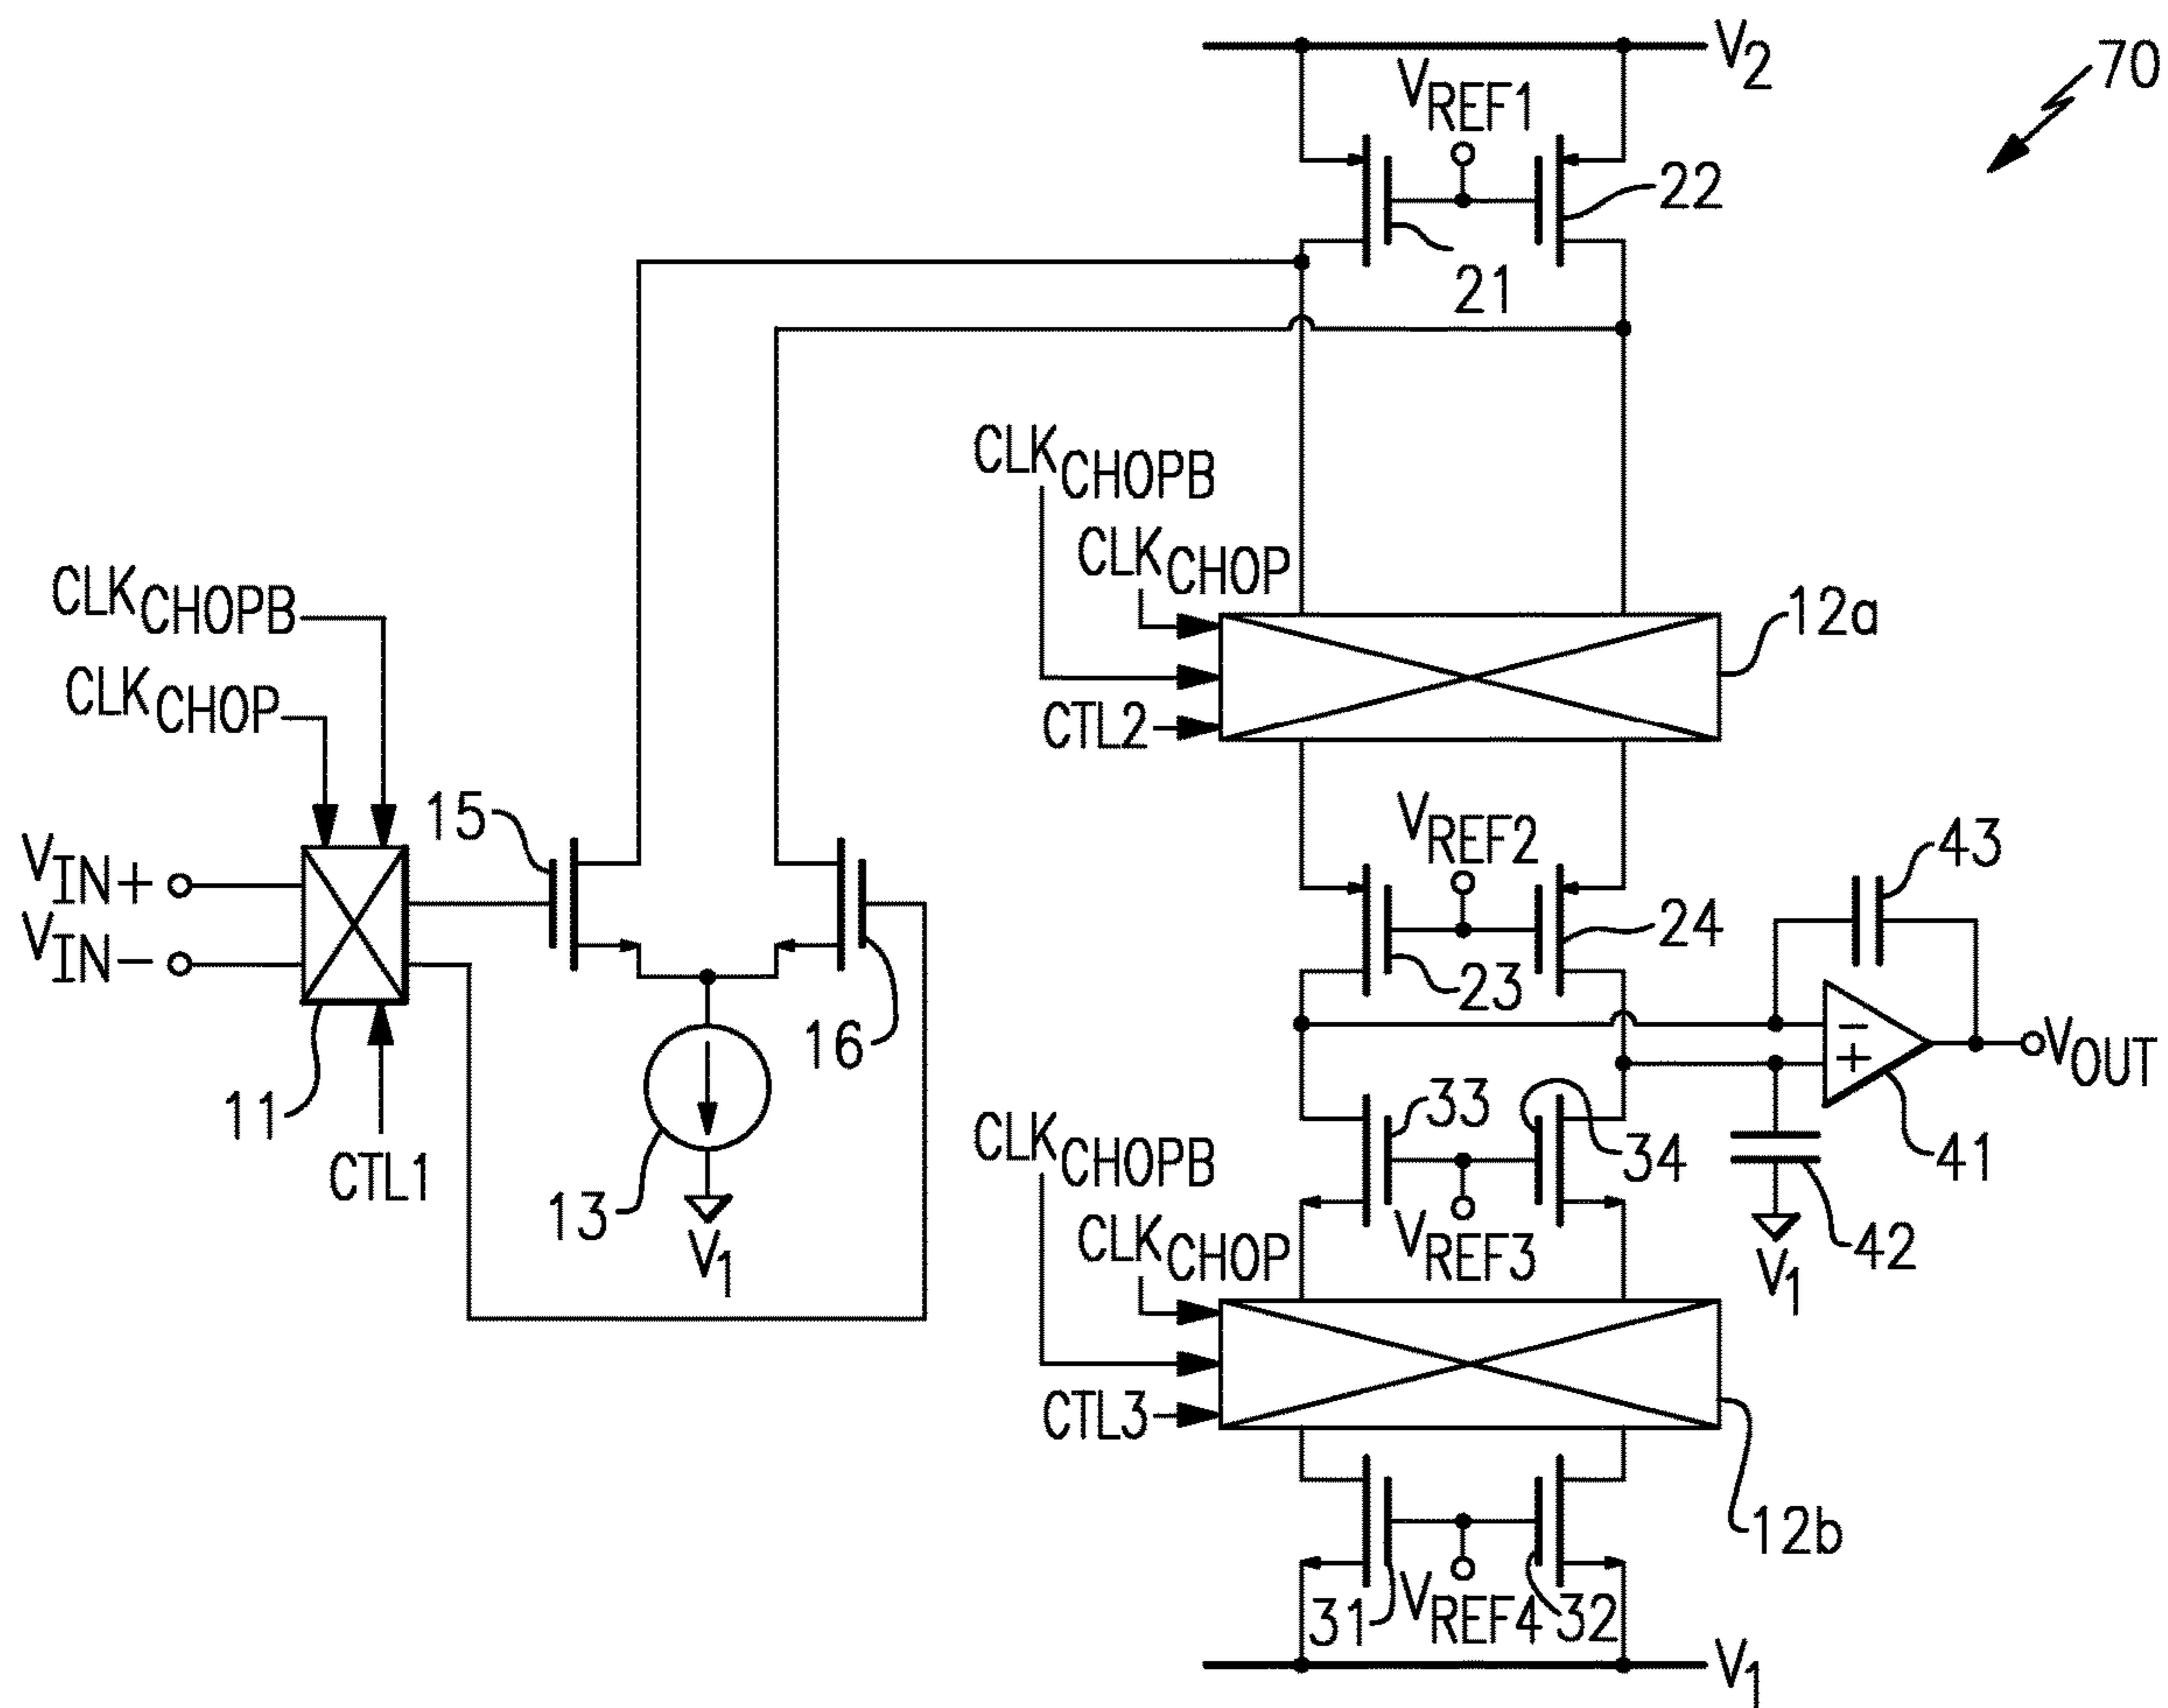 V2
70
VREF1
22
21
CLKCHOPB
CLKCHOP
12a
CTL2
CLKCHOPB
CLKCHOP
VIN+
VIN-
11
CTL1
15
16
13
V1
VREF2
23
24
43
-
+
VOUT
41
42
V1
33
34
VREF3
CLKCHOPB
CLKCHOP
CTL3
12b
31
VREF4
32
V1